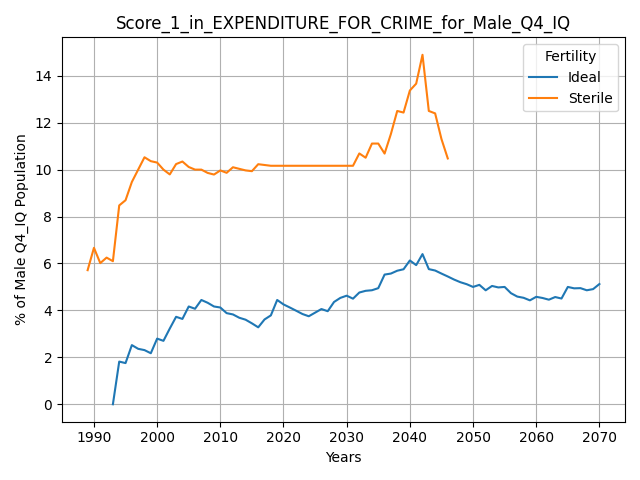 Score_1_in_EXPENDITURE_FOR_CRIME_for_Male_Q4_IQ
Fertility
Ideal
Sterile
% of Male Q4_IQ Population
14
12
10
8
6
4
2
0
1990 2000 2010 2020 2030 2040 2050 2060 2070
Years